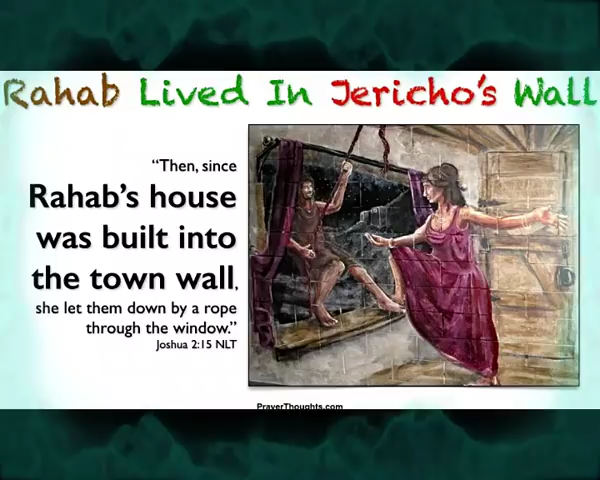 Rahab Lived In Jericho's Wall
“Then, since
Rahab’s house
was built into
the town wall,
she let them down by a rope
through the window.”
Joshua 2:15 NLT
PrayerThoughts.com